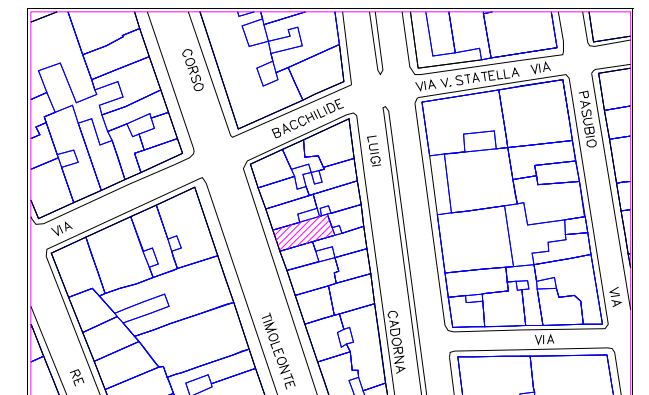 CORSO
VIA V. STATELLA VIA
BACCHILIDE
PASUBIO
LUIGI
VIA
VIA
CADORNA
TIMOLEONTE
VIA
RE